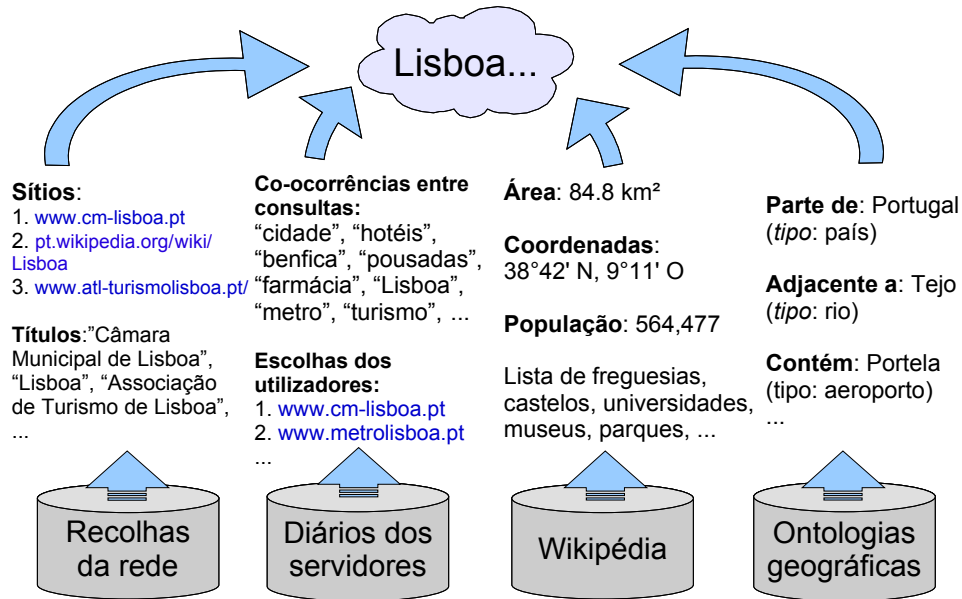 Lisboa...
Sítios:
1. www.cm-lisboa.pt
2. pt.wikipedia.org/wiki/
Lisboa
3. www.atl-turismolisboa.pt/
Títulos:”Câmara
Municipal de Lisboa”,
“Lisboa”, “Associação
de Turismo de Lisboa”,
...
Recolhas
da rede
Co-ocorrências entre
consultas:
“cidade”, “hotéis”,
“benfica”, “pousadas”,
“farmácia”, “Lisboa”,
“metro”, “turismo”, ...
Escolhas dos
utilizadores:
1. www.cm-lisboa.pt
2. www.metrolisboa.pt
...
Diários dos
servidores
Área: 84.8 km²
Coordenadas:
38°42' N, 9°11' O
População: 564,477
Lista de freguesias,
castelos, universidades,
museus, parques, ...
Wikipédia
Parte de: Portugal
(tipo: país)
Adjacente a: Tejo
(tipo: rio)
Contém: Portela
(tipo: aeroporto)
...
Ontologias
geográficas